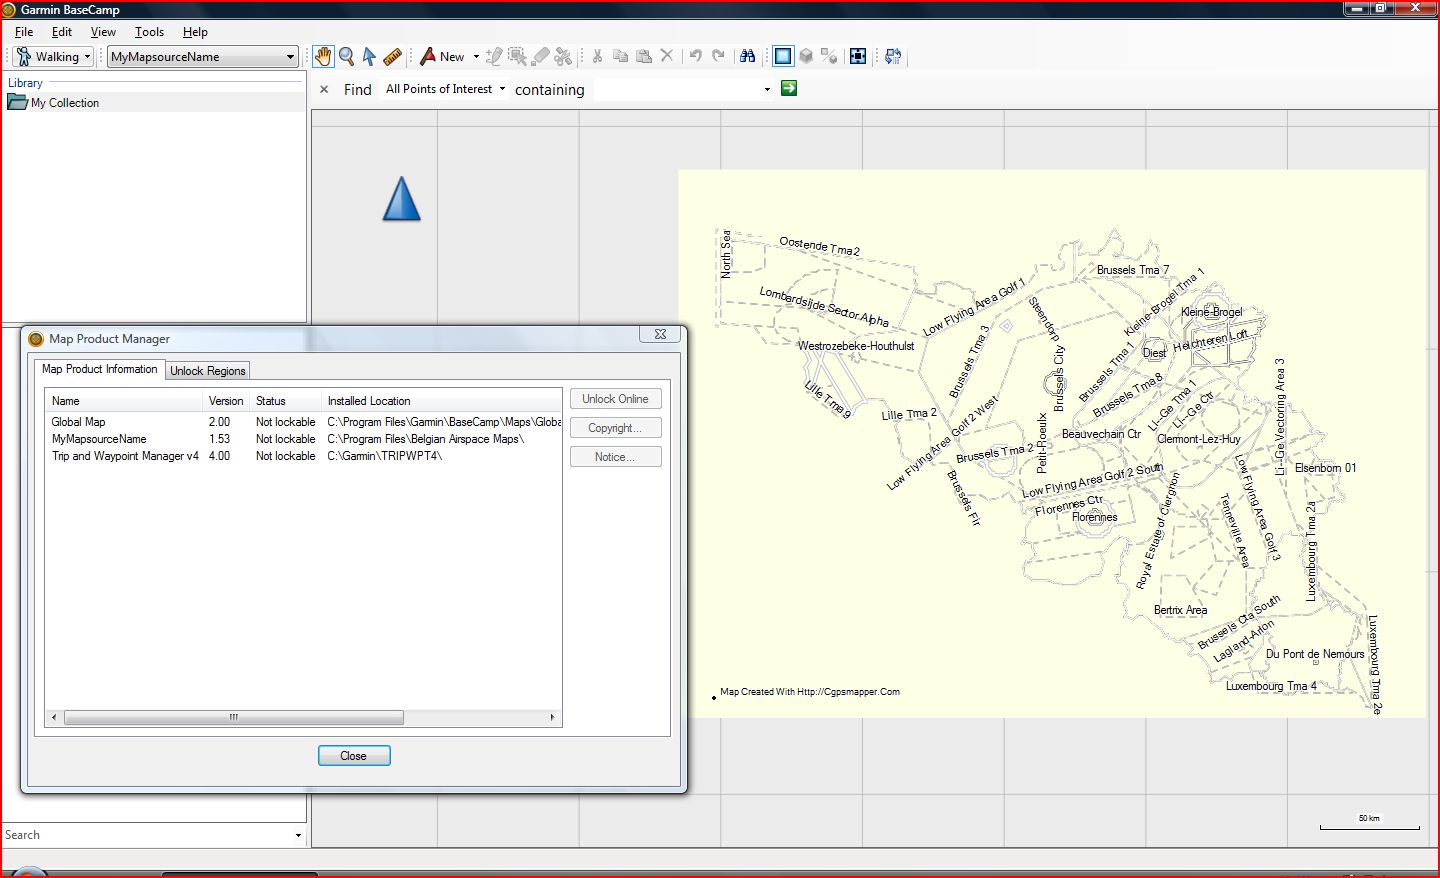 Garmin BaseCamp
File Edit View Tools Help
Walking MyMapsourceName New
Library
My Collection
Find All Points of Interest containing
North Sea
Oostende Tma2
Lombardsijde Sector Alpha
Westrozebeke-Houthulst
Lille Tma 9
Lille Tma 2
Low Flying Area Golf 1
Brussels Tma 3
Steendorp
Brussels City
Brussels Tma 7
Kleine-Brogel Tma 1
Kleine-Brogel
Helchteren Loft...
Diest
Brussels Tma 1
Brussels Tma 8
Li--Ge Tma 1
Li--Ge Ctr
Li--Ge Vectoring Area 3
Beauvechain Ctr
Clermont-Lez-Huy
Petit-Roeulx
Low Flying Area Golf 2 West
Brussels Tma 2
Brussels Fir
Low Flying Area Golf 2 South
Florennes Ctr
Florennes
Elsenborn 01
Low Flying Area Golf 3
Tenneville Area
Royal Estate of Ciergnon
Luxembourg Tma 2a
Bertrix Area
Brussels Cta South
Lagland-Arlon
Du Pont de Nemours
Luxembourg Tma 4
Luxembourg Tma 2e
Map Created With Http://Cgpsmapper.Com
50 km
Map Product Manager
Map Product Information Unlock Regions
Name Version Status Installed Location
Global Map 2.00 Not lockable C:\Program Files\Garmin\BaseCamp\Maps\Globa
MyMapsourceName 1.53 Not lockable C:\Program Files\Belgian Airspace Maps\
Trip and Waypoint Manager v4 4.00 Not lockable C:\Garmin\TRIPWPT4\
Unlock Online
Copyright...
Notice...
Close
Search